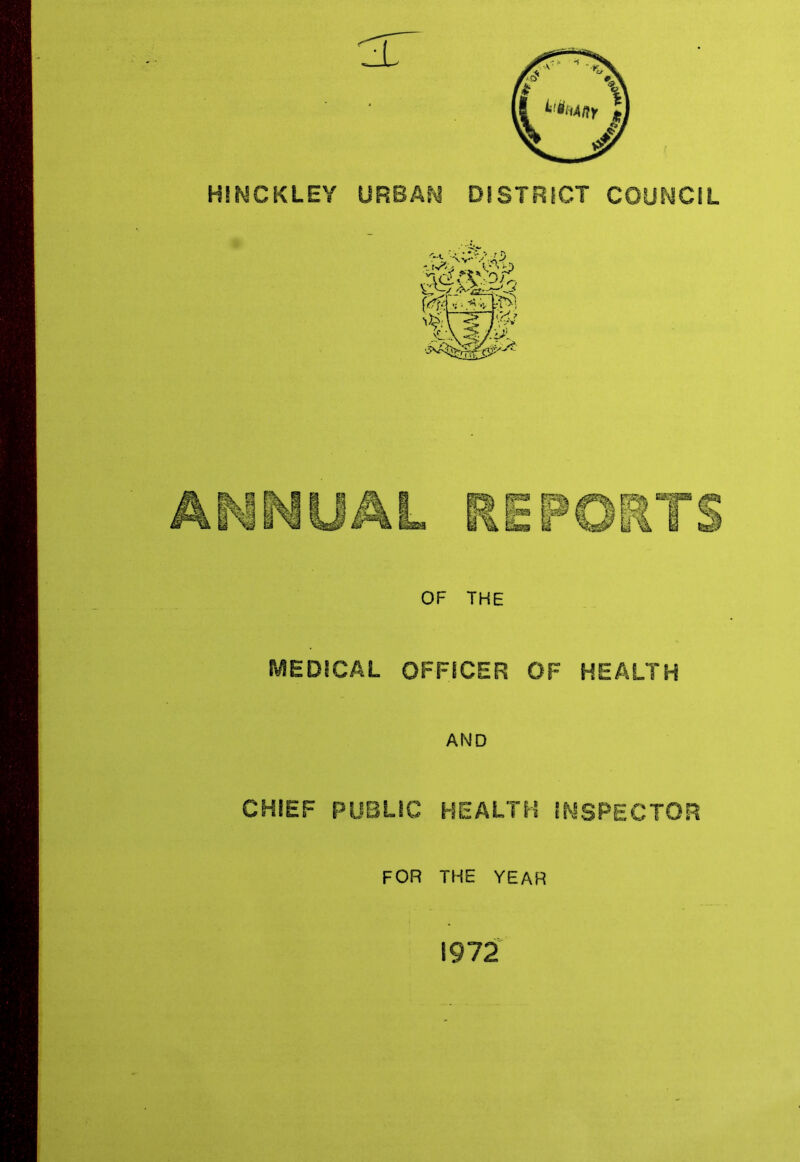 I
LIBRARY
HINCKLEY URBAN DISTRICT COUNCIL
ANNUAL REPORTS
OF THE
MEDICAL OFFICER OF HEALTH
AND
CHIEF PUBLIC HEALTH INSPECTOR
FOR THE YEAR
1972